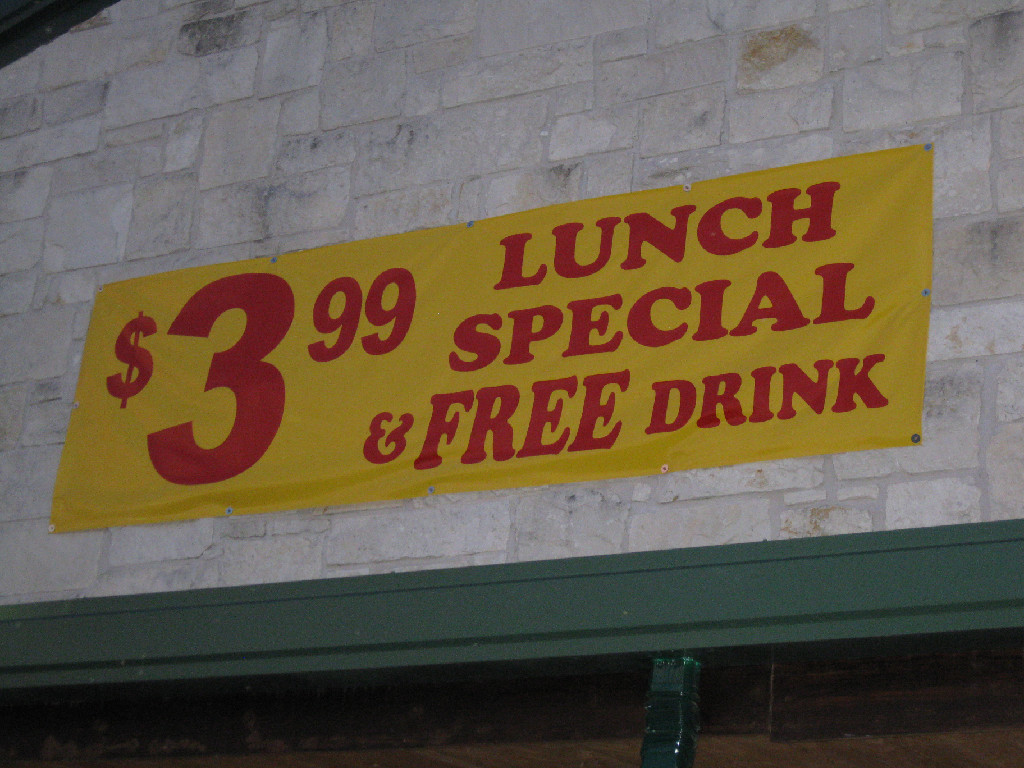 $3.99
LUNCH
SPECIAL
& FREE DRINK